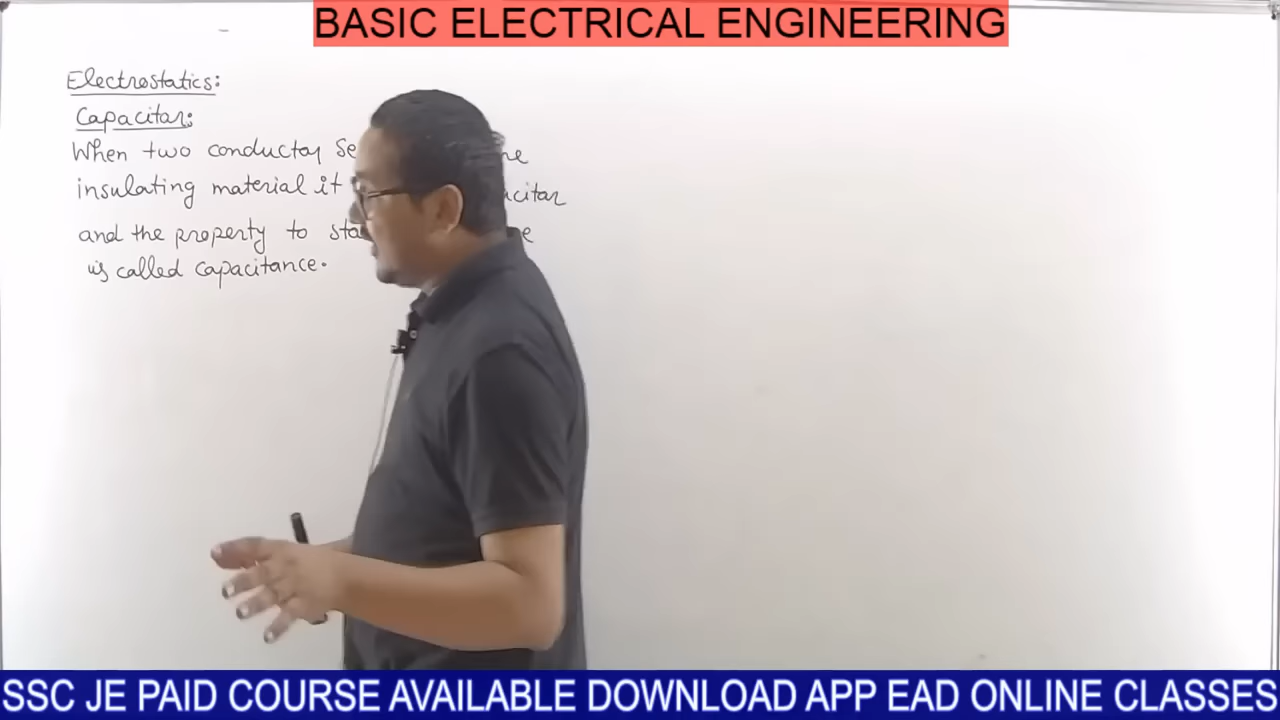 BASIC ELECTRICAL ENGINEERING
Electrostatics:
Capacitor:
When two conductor Se
insulating material it
and the property to sto
is called capacitance.
SSC JE PAID COURSE AVAILABLE DOWNLOAD APP EAD ONLINE CLASSES